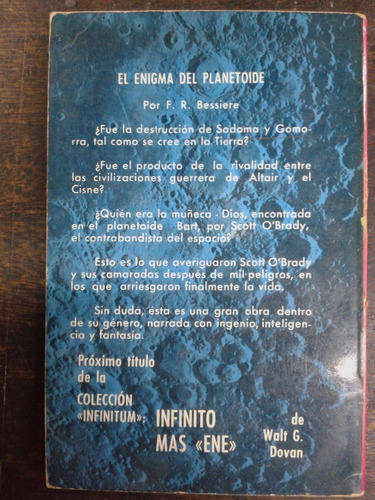 EL ENIGMA DEL PLANETOIDE
Por F. R. Bessiere
¿Fue la destrucción de Sodoma y Gomo-
rra, tal como se cree en la Tierra?
¿Fue el producto de la rivalidad entre
las civilizaciones guerrera de Altair y el
Cisne?
¿Quién era la muñeca - Dios, encontrada
en el planetoide Bart, por Scott O'Brady,
el contrabandista del espacio?
Esto es lo que averiguaron Scott O'Brady
y sus camaradas después de mil peligros, en
los que arriesgaron finalmente la vida.
Sin duda, ésta es una gran obra dentro
de su género, narrada con ingenio, inteligen-
cia y fantasía.
Próximo título
de la
COLECCIÓN
«INFINITUM»:
INFINITO
MAS «ENE»
de
Walt G.
Dovan